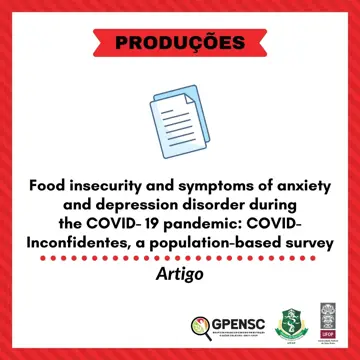 PRODUÇÕES
Food insecurity and symptoms of anxiety
and depression disorder during
the COVID- 19 pandemic: COVID-
Inconfidentes, a population-based survey
Artigo
GPENSC
UFOP